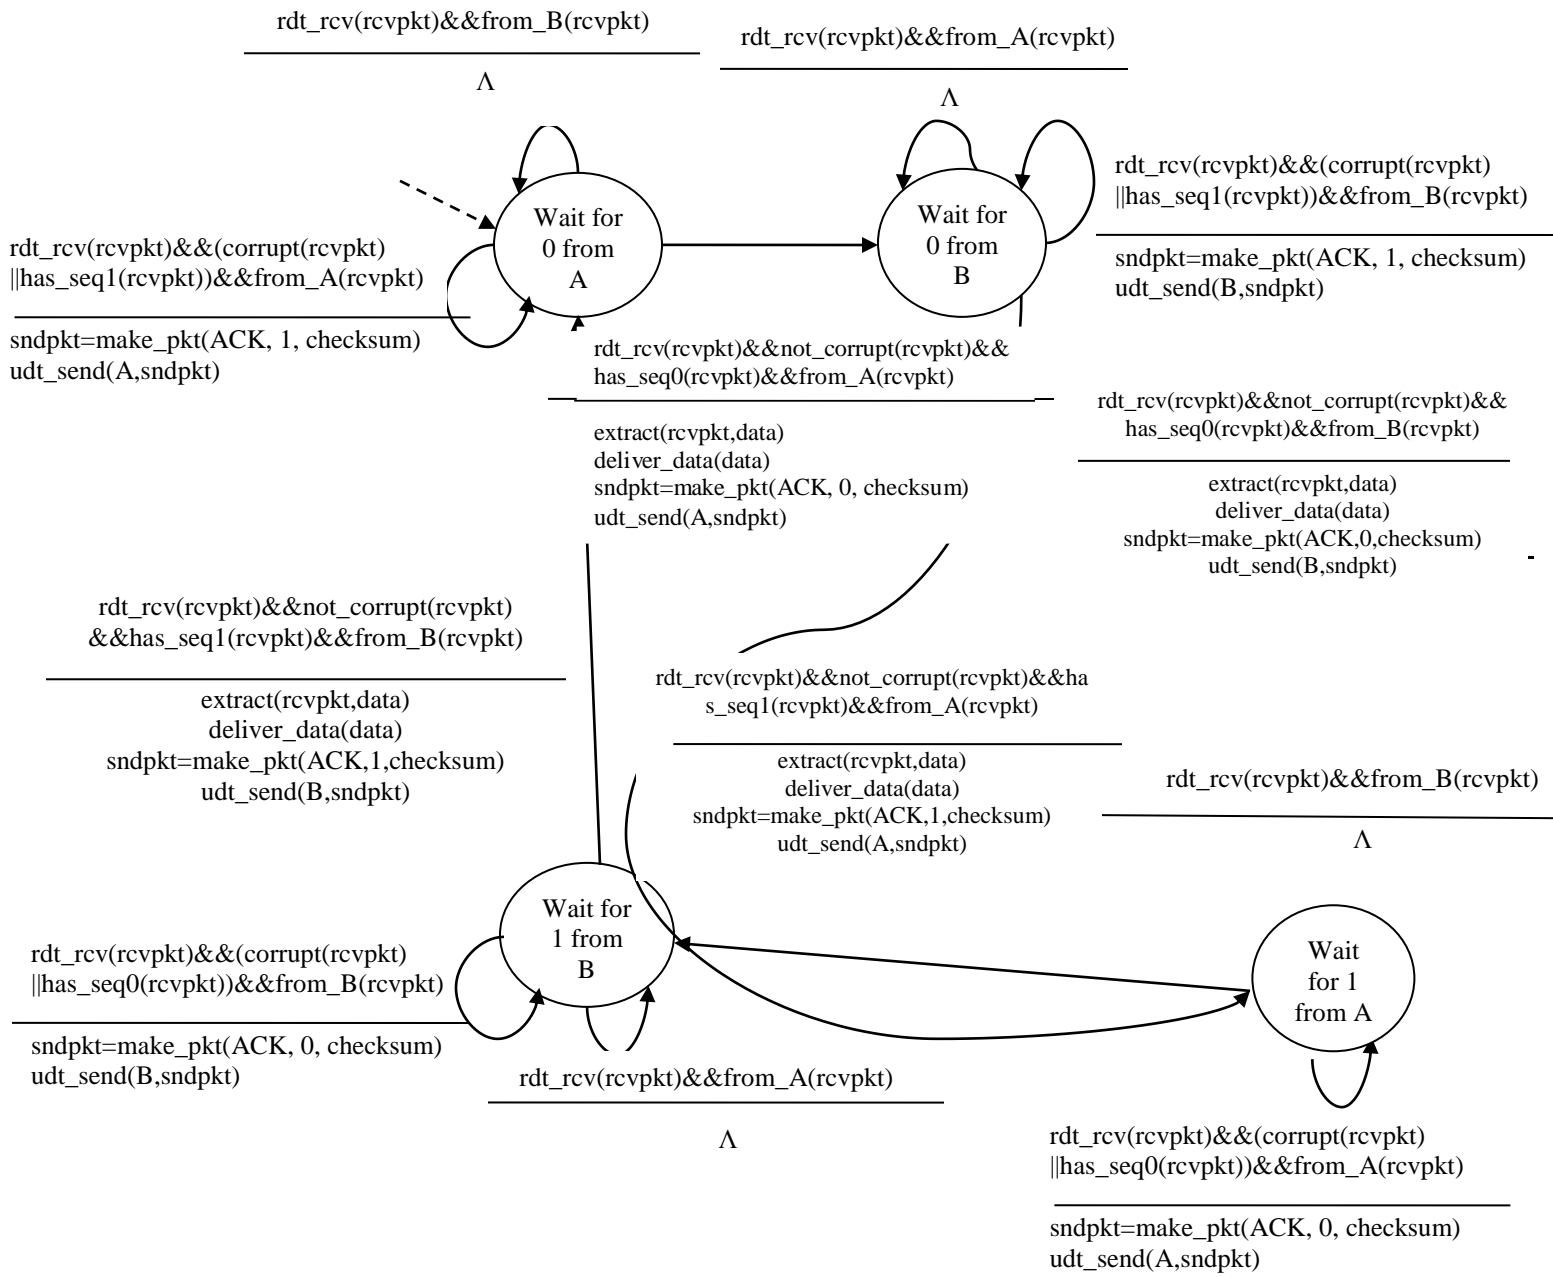 rdt_rcv(rcvpkt)&&from_B(rcvpkt)
Λ
rdt_rcv(rcvpkt)&&from_A(rcvpkt)
Λ
rdt_rcv(rcvpkt)&&(corrupt(rcvpkt)
||has_seq1(rcvpkt))&&from_B(rcvpkt)
sndpkt=make_pkt(ACK, 1, checksum)
udt_send(B,sndpkt)
Wait for
0 from
A
Wait for
0 from
B
rdt_rcv(rcvpkt)&&(corrupt(rcvpkt)
||has_seq1(rcvpkt))&&from_A(rcvpkt)
sndpkt=make_pkt(ACK, 1, checksum)
udt_send(A,sndpkt)
rdt_rcv(rcvpkt)&&not_corrupt(rcvpkt)&&
has_seq0(rcvpkt)&&from_A(rcvpkt)
extract(rcvpkt,data)
deliver_data(data)
sndpkt=make_pkt(ACK, 0, checksum)
udt_send(A,sndpkt)
rdt_rcv(rcvpkt)&&not_corrupt(rcvpkt)&&
has_seq0(rcvpkt)&&from_B(rcvpkt)
extract(rcvpkt,data)
deliver_data(data)
sndpkt=make_pkt(ACK,0,checksum)
udt_send(B,sndpkt)
rdt_rcv(rcvpkt)&&not_corrupt(rcvpkt)
&&has_seq1(rcvpkt)&&from_B(rcvpkt)
extract(rcvpkt,data)
deliver_data(data)
sndpkt=make_pkt(ACK,1,checksum)
udt_send(B,sndpkt)
rdt_rcv(rcvpkt)&&not_corrupt(rcvpkt)&&ha
s_seq1(rcvpkt)&&from_A(rcvpkt)
extract(rcvpkt,data)
deliver_data(data)
sndpkt=make_pkt(ACK,1,checksum)
udt_send(A,sndpkt)
rdt_rcv(rcvpkt)&&from_B(rcvpkt)
Λ
Wait for
1 from
B
Wait
for 1
from A
rdt_rcv(rcvpkt)&&(corrupt(rcvpkt)
||has_seq0(rcvpkt))&&from_B(rcvpkt)
sndpkt=make_pkt(ACK, 0, checksum)
udt_send(B,sndpkt)
rdt_rcv(rcvpkt)&&from_A(rcvpkt)
Λ
rdt_rcv(rcvpkt)&&(corrupt(rcvpkt)
||has_seq0(rcvpkt))&&from_A(rcvpkt)
sndpkt=make_pkt(ACK, 0, checksum)
udt_send(A,sndpkt)